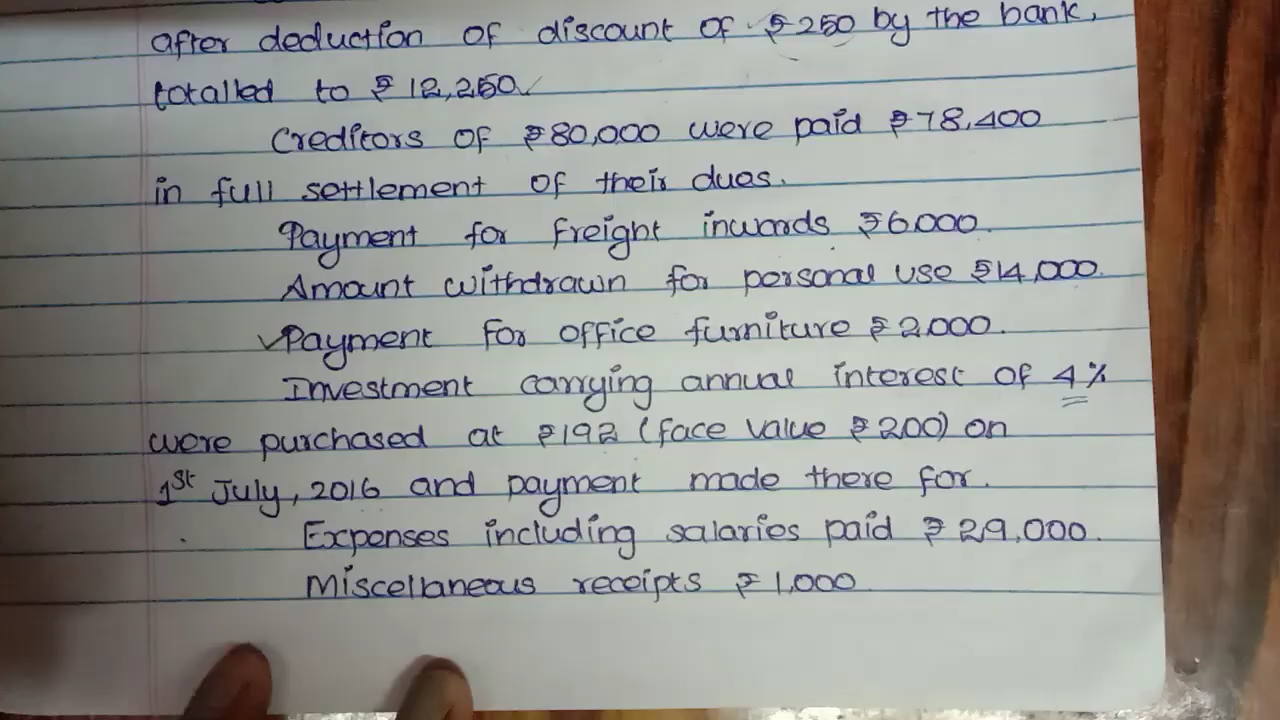 after deduction of discount of ₹250 by the bank,
totalled to ₹12,250
Creditors of ₹80,000 were paid ₹78,400
in full settlement of their dues.
Payment for freight inwards ₹6000.
Amount withdrawn for personal use ₹14,000.
Payment for office furniture ₹2,000.
Investment carrying annual interest of 4%
were purchased at ₹192 (face value ₹200) on
1st July, 2016 and payment made there for.
Expenses including salaries paid ₹29,000.
Miscellaneous receipts ₹1,000